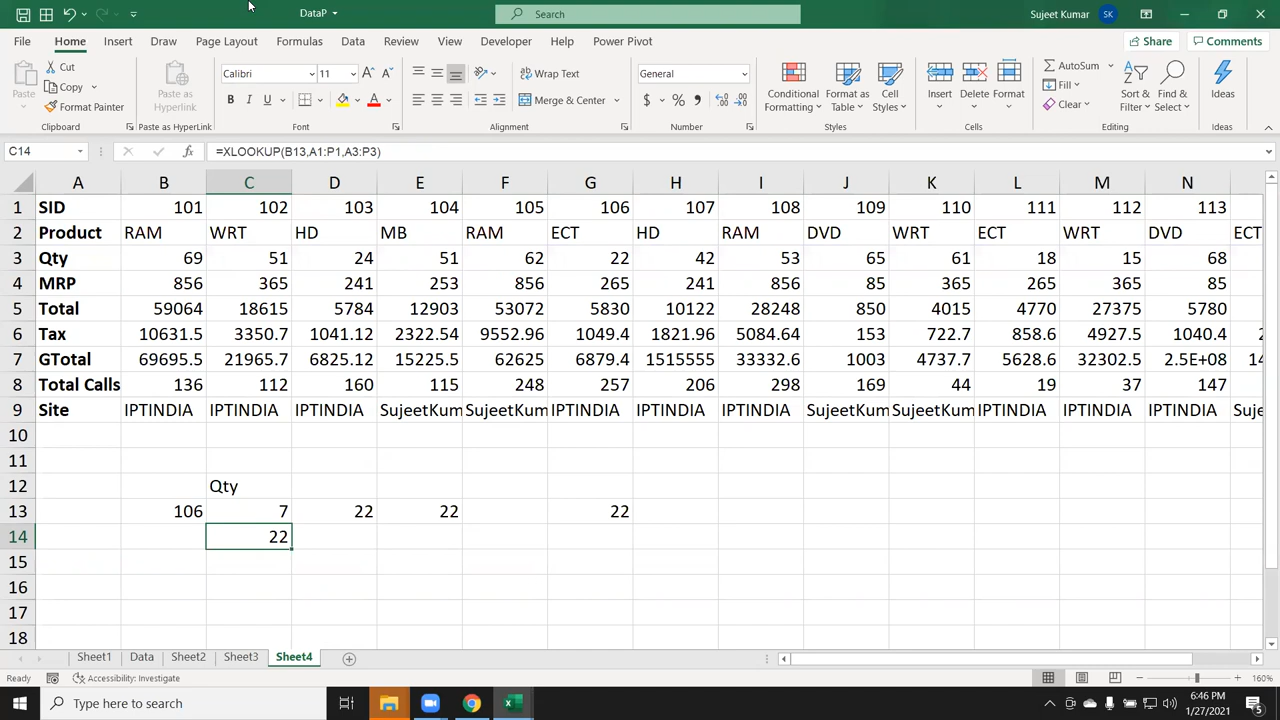 DataP
Search
Sujeet Kumar
SK
File Home Insert Draw Page Layout Formulas Data Review View Developer Help Power Pivot
Share
Comments
Paste
Cut
Copy
Format Painter
Clipboard
Paste as Hyperlink
Paste as HyperLink
Calibri 11
B I U
Font
Wrap Text
Merge & Center
Alignment
General
$ % ,
Number
Conditional Formatting
Format as Table
Cell Styles
Styles
Insert Delete Format
Cells
AutoSum
Fill
Clear
Sort & Filter
Find & Select
Editing
Ideas
Ideas
C14
fx
=XLOOKUP(B13,A1:P1,A3:P3)
A B C D E F G H I J K L M N
1 SID 101 102 103 104 105 106 107 108 109 110 111 112 113
2 Product RAM WRT HD MB RAM ECT HD RAM DVD WRT ECT WRT DVD ECT
3 Qty 69 51 24 51 62 22 42 53 65 61 18 15 68
4 MRP 856 365 241 253 856 265 241 856 85 365 265 365 85
5 Total 59064 18615 5784 12903 53072 5830 10122 28248 850 4015 4770 27375 5780
6 Tax 10631.5 3350.7 1041.12 2322.54 9552.96 1049.4 1821.96 5084.64 153 722.7 858.6 4927.5 1040.4
7 GTotal 69695.5 21965.7 6825.12 15225.5 62625 6879.4 1515555 33332.6 1003 4737.7 5628.6 32302.5 2.5E+08 14
8 Total Calls 136 112 160 115 248 257 206 298 169 44 19 37 147
9 Site IPTINDIA IPTINDIA IPTINDIA SujeetKum SujeetKum IPTINDIA IPTINDIA IPTINDIA SujeetKum SujeetKum IPTINDIA IPTINDIA IPTINDIA Suje
10
11
12 Qty
13 106 7 22 22 22
14 22
15
16
17
18
Sheet1 Data Sheet2 Sheet3 Sheet4
Ready
Accessibility: Investigate
160%
Type here to search
6:46 PM
1/27/2021